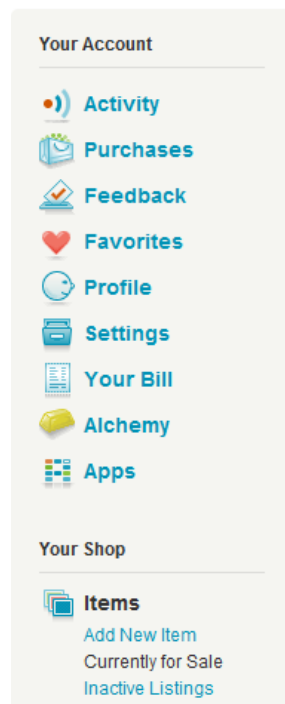 Your Account
Activity
Purchases
Feedback
Favorites
Profile
Settings
Your Bill
Alchemy
Apps
Your Shop
Items
Add New Item
Currently for Sale
Inactive Listings